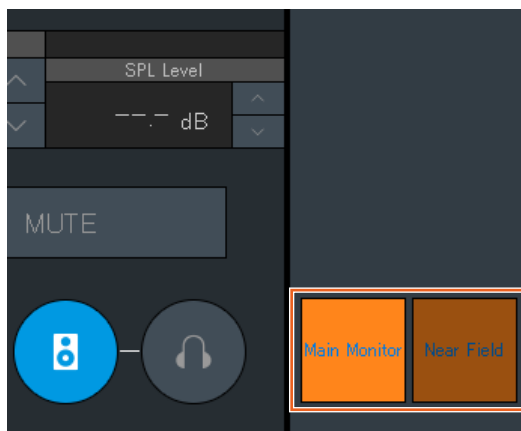 SPL Level
--.- dB
MUTE
Main Monitor
Near Field